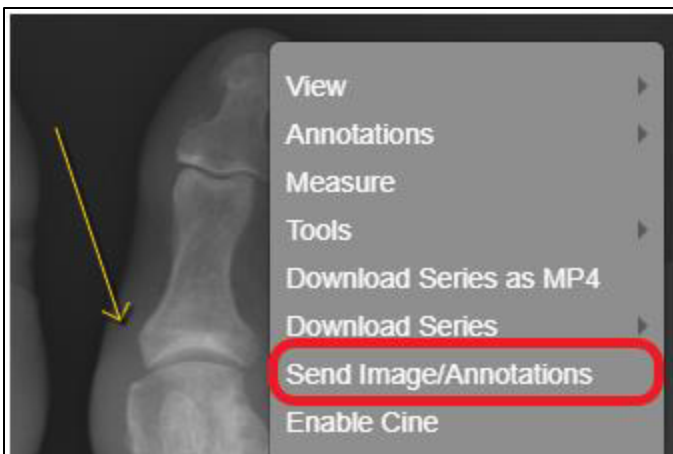 View
Annotations
Measure
Tools
Download Series as MP4
Download Series
Send Image/Annotations
Enable Cine